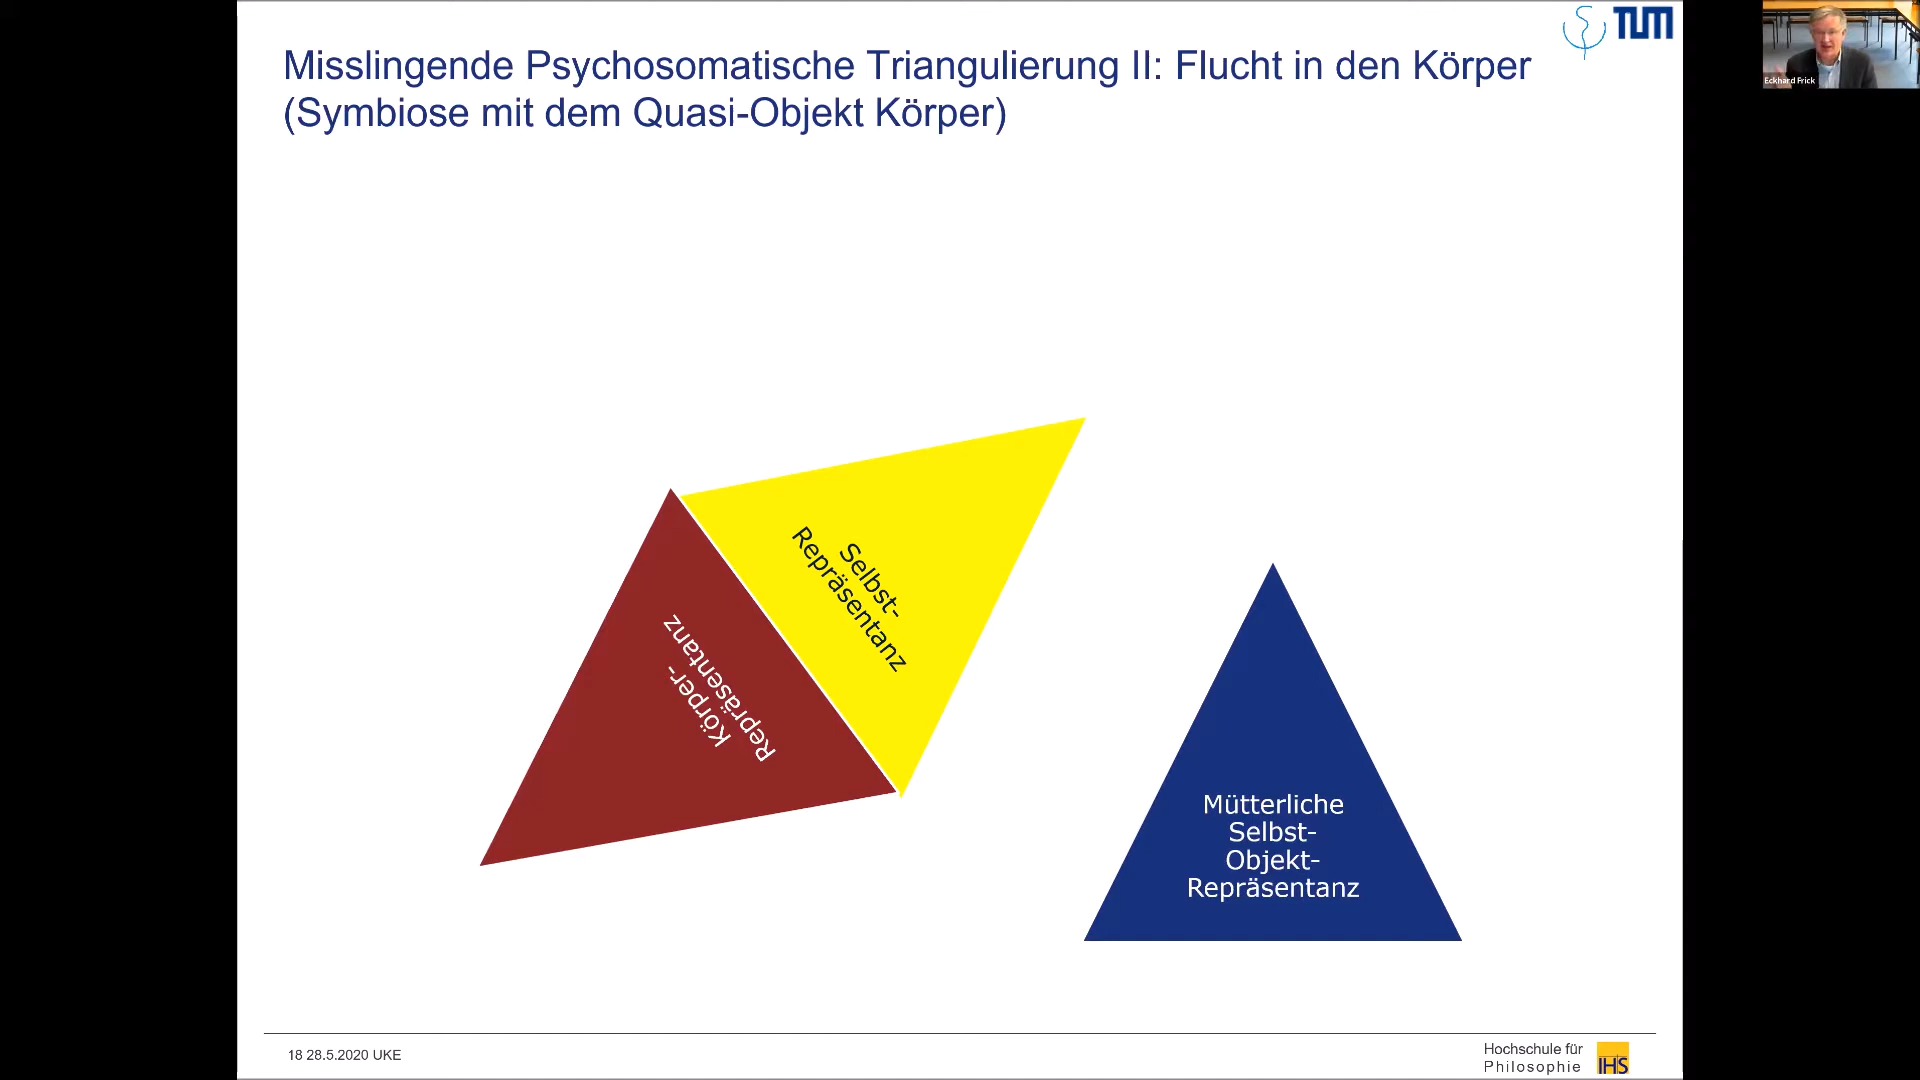 Misslingende Psychosomatische Triangulierung II: Flucht in den Körper
(Symbiose mit dem Quasi-Objekt Körper)
TUM
Eckhard Frick
Selbst-
Repräsentanz
Körper-
Repräsentanz
Mütterliche
Selbst-
Objekt-
Repräsentanz
18 28.5.2020 UKE
Hochschule für
Philosophie
IHS